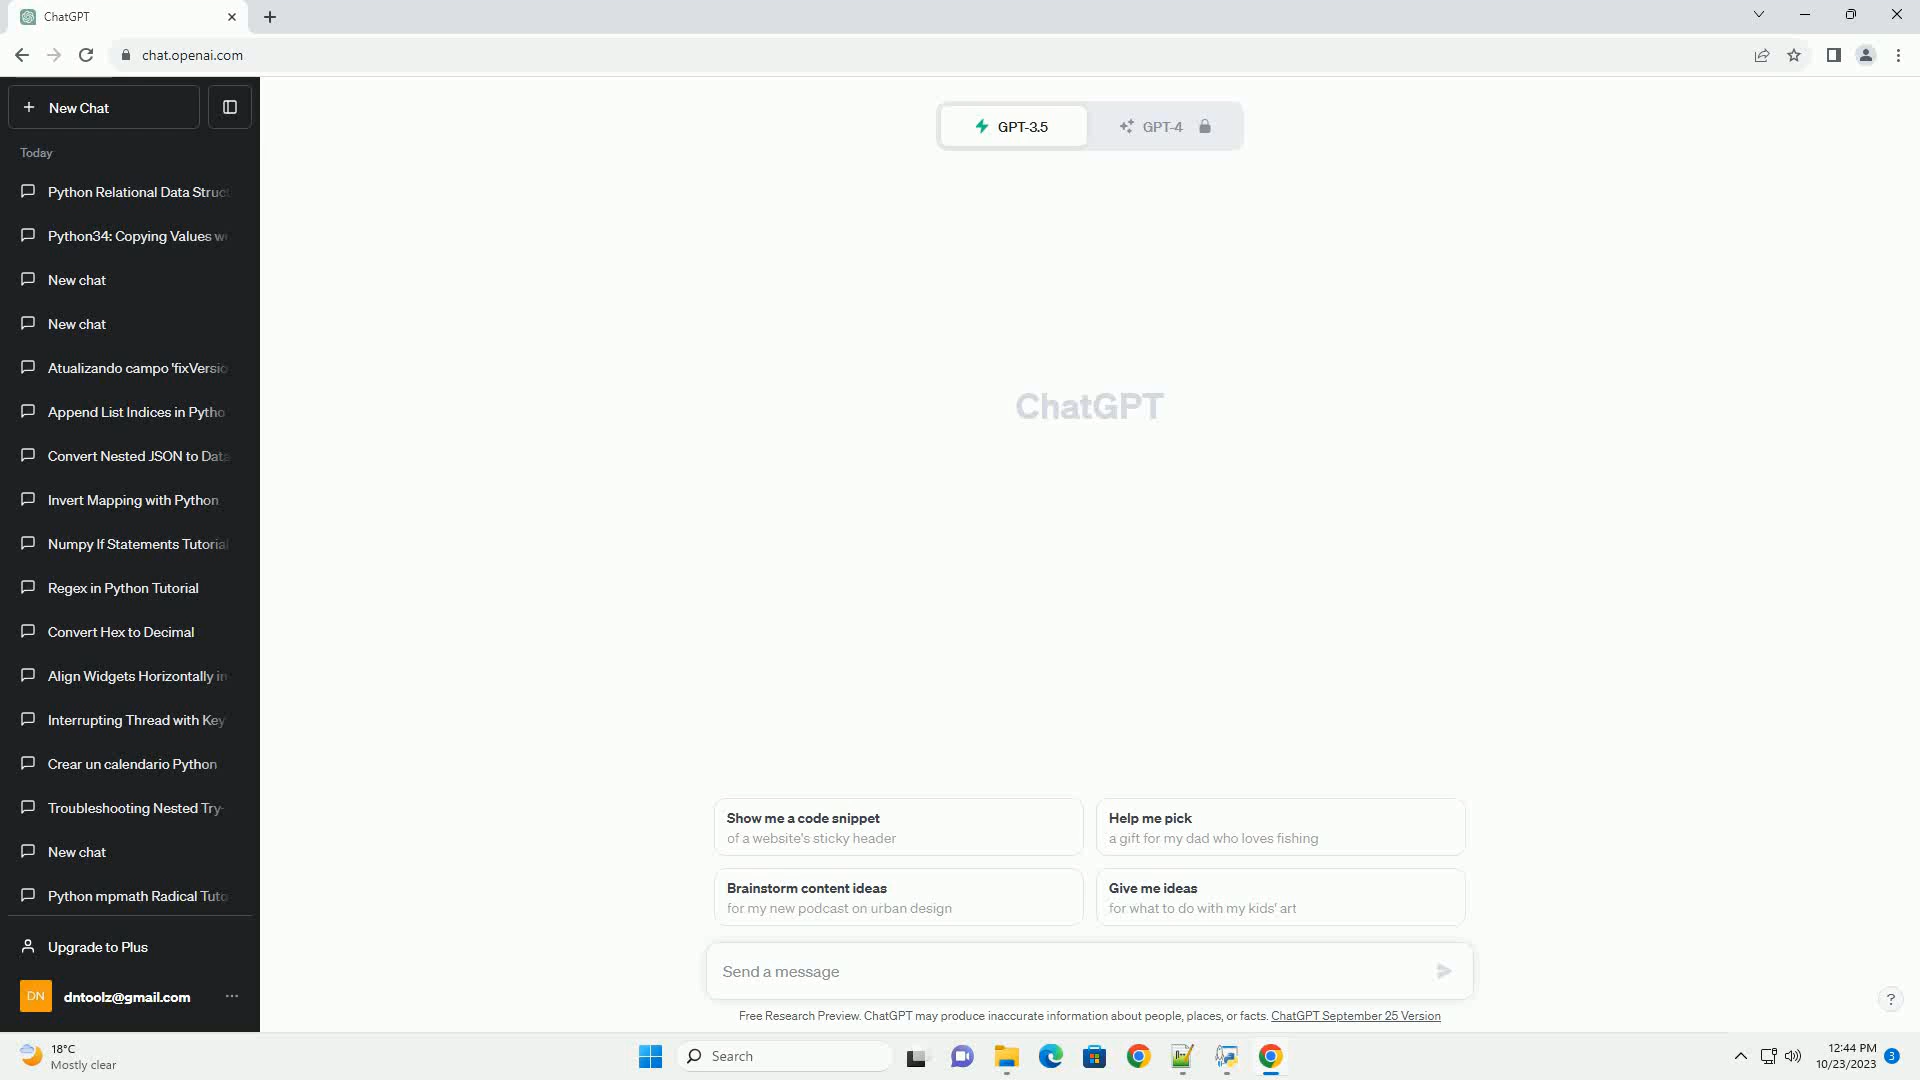 ChatGPT
chat.openai.com
New Chat
GPT-3.5
GPT-4
Today
Python Relational Data Struc
Python34: Copying Values w
New chat
New chat
Atualizando campo 'fixVersio
Append List Indices in Pytho
Convert Nested JSON to Data
Invert Mapping with Python
Numpy If Statements Tutorial
Regex in Python Tutorial
Convert Hex to Decimal
Align Widgets Horizontally in
Interrupting Thread with Key
Crear un calendario Python
Troubleshooting Nested Try-
New chat
Python mpmath Radical Tuto
Upgrade to Plus
DN
dntoolz@gmail.com
ChatGPT
Show me a code snippet
of a website's sticky header
Help me pick
a gift for my dad who loves fishing
Brainstorm content ideas
for my new podcast on urban design
Give me ideas
for what to do with my kids' art
Send a message
Free Research Preview. ChatGPT may produce inaccurate information about people, places, or facts. ChatGPT September 25 Version
?
18°C
Mostly clear
Search
12:44 PM
10/23/2023
3